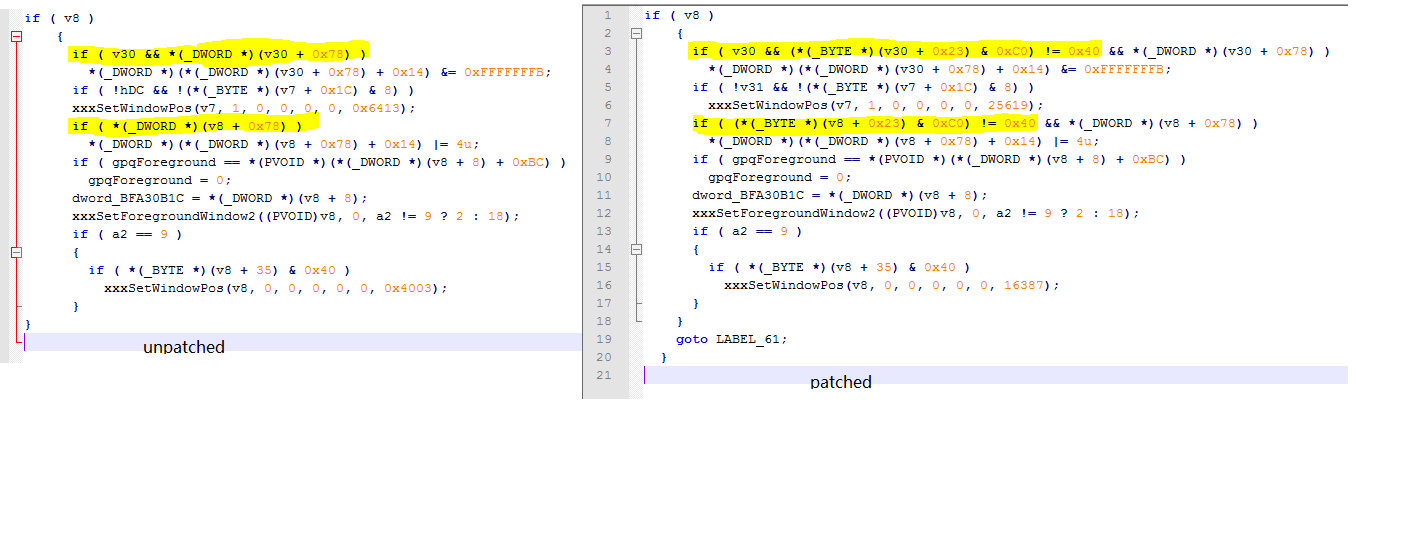 if ( v8 )
{
if ( v30 && *(_DWORD *)(v30 + 0x78) )
*(_DWORD *)(*(_DWORD *)(v30 + 0x78) + 0x14) &= 0xFFFFFFFB;
if ( !hDC && !(*(_BYTE *)(v7 + 0x1C) & 8) )
xxxSetWindowPos(v7, 1, 0, 0, 0, 0, 0x6413);
if ( *(_DWORD *)(v8 + 0x78) )
*(_DWORD *)(*(_DWORD *)(v8 + 0x78) + 0x14) |= 4u;
if ( gpqForeground == *(PVOID *)(*(_DWORD *)(v8 + 8) + 0xBC) )
gpqForeground = 0;
dword_BFA30B1C = *(_DWORD *)(v8 + 8);
xxxSetForegroundWindow2((PVOID)v8, 0, a2 != 9 ? 2 : 18);
if ( a2 == 9 )
{
if ( *(_BYTE *)(v8 + 35) & 0x40 )
xxxSetWindowPos(v8, 0, 0, 0, 0, 0, 0x4003);
}
}
unpatched
1 if ( v8 )
2 {
3 if ( v30 && (*(_BYTE *)(v30 + 0x23) & 0xC0) != 0x40 && *(_DWORD *)(v30 + 0x78) )
4 *(_DWORD *)(*(_DWORD *)(v30 + 0x78) + 0x14) &= 0xFFFFFFFB;
5 if ( !v31 && !(*(_BYTE *)(v7 + 0x1C) & 8) )
6 xxxSetWindowPos(v7, 1, 0, 0, 0, 0, 25619);
7 if ( (*(_BYTE *)(v8 + 0x23) & 0xC0) != 0x40 && *(_DWORD *)(v8 + 0x78) )
8 *(_DWORD *)(*(_DWORD *)(v8 + 0x78) + 0x14) |= 4u;
9 if ( gpqForeground == *(PVOID *)(*(_DWORD *)(v8 + 8) + 0xBC) )
10 gpqForeground = 0;
11 dword_BFA30B1C = *(_DWORD *)(v8 + 8);
12 xxxSetForegroundWindow2((PVOID)v8, 0, a2 != 9 ? 2 : 18);
13 if ( a2 == 9 )
14 {
15 if ( *(_BYTE *)(v8 + 35) & 0x40 )
16 xxxSetWindowPos(v8, 0, 0, 0, 0, 0, 16387);
17 }
18 }
19 goto LABEL_61;
20 }
21
patched